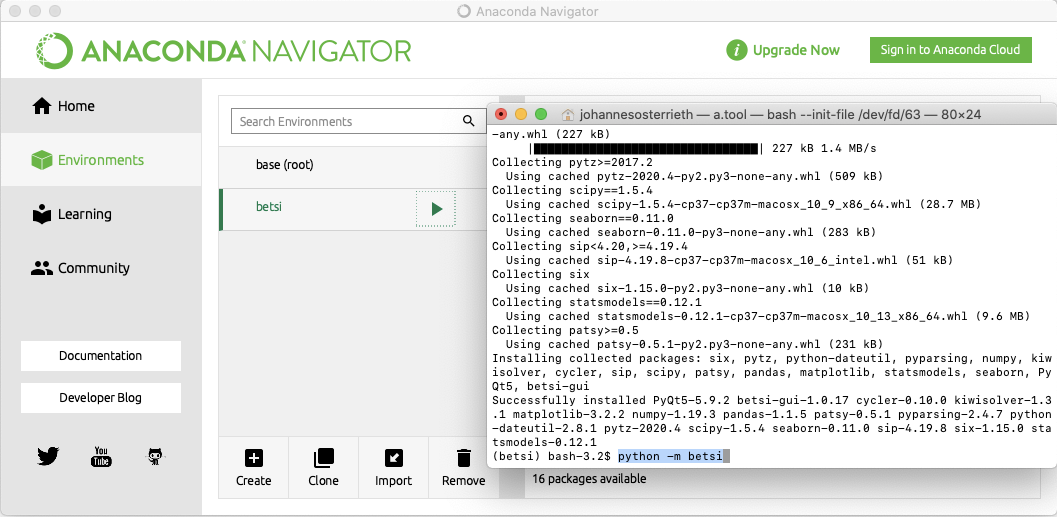 Anaconda Navigator
ANACONDA NAVIGATOR
i Upgrade Now
Sign in to Anaconda Cloud
Home
Environments
Learning
Community
Documentation
Developer Blog
You
Tube
Search Environments
base (root)
betsi
Create
Clone
Import
Remove
johannesosterrieth — a.tool — bash --init-file /dev/fd/63 — 80×24
-any.whl (227 kB)
|████████████████████████████████| 227 kB 1.4 MB/s
Collecting pytz>=2017.2
Using cached pytz-2020.4-py2.py3-none-any.whl (509 kB)
Collecting scipy==1.5.4
Using cached scipy-1.5.4-cp37-cp37m-macosx_10_9_x86_64.whl (28.7 MB)
Collecting seaborn==0.11.0
Using cached seaborn-0.11.0-py3-none-any.whl (283 kB)
Collecting sip<4.20,>=4.19.4
Using cached sip-4.19.8-cp37-cp37m-macosx_10_6_intel.whl (51 kB)
Collecting six
Using cached six-1.15.0-py2.py3-none-any.whl (10 kB)
Collecting statsmodels==0.12.1
Using cached statsmodels-0.12.1-cp37-cp37m-macosx_10_13_x86_64.whl (9.6 MB)
Collecting patsy>=0.5
Using cached patsy-0.5.1-py2.py3-none-any.whl (231 kB)
Installing collected packages: six, pytz, python-dateutil, pyparsing, numpy, kiw
isolver, cycler, sip, scipy, patsy, pandas, matplotlib, statsmodels, seaborn, Py
Qt5, betsi-gui
Successfully installed PyQt5-5.9.2 betsi-gui-1.0.17 cycler-0.10.0 kiwisolver-1.3
.1 matplotlib-3.2.2 numpy-1.19.3 pandas-1.1.5 patsy-0.5.1 pyparsing-2.4.7 python
-dateutil-2.8.1 pytz-2020.4 scipy-1.5.4 seaborn-0.11.0 sip-4.19.8 six-1.15.0 sta
tsmodels-0.12.1
(betsi) bash-3.2$ python -m betsi
16 packages available